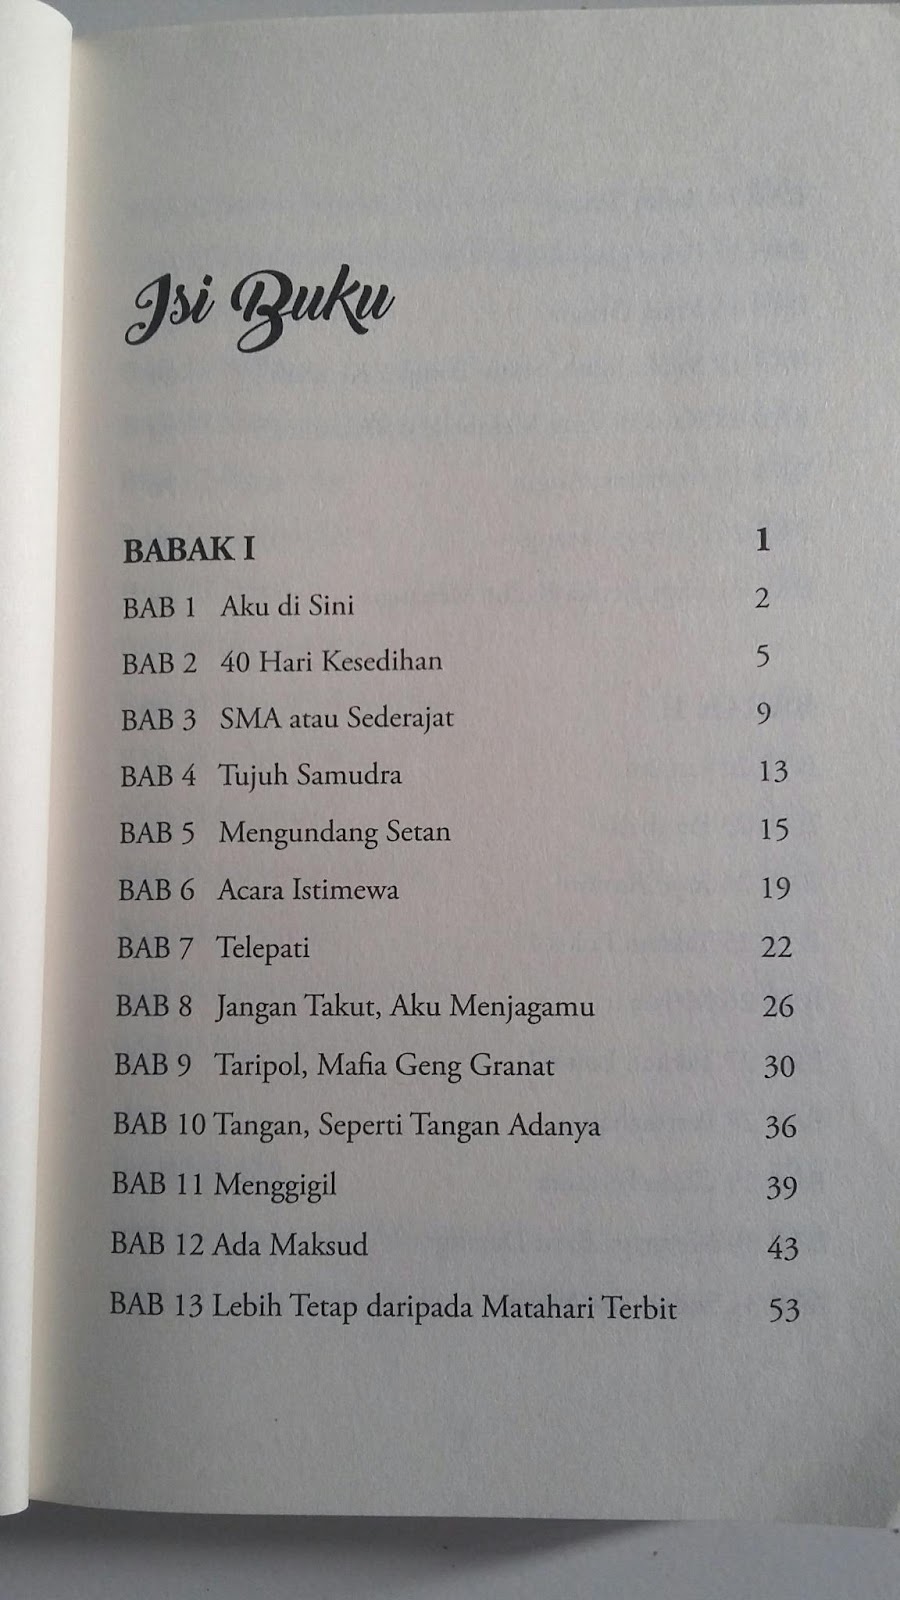 Isi Buku
BABAK I 1
BAB 1 Aku di Sini 2
BAB 2 40 Hari Kesedihan 5
BAB 3 SMA atau Sederajat 9
BAB 4 Tujuh Samudra 13
BAB 5 Mengundang Setan 15
BAB 6 Acara Istimewa 19
BAB 7 Telepati 22
BAB 8 Jangan Takut, Aku Menjagamu 26
BAB 9 Taripol, Mafia Geng Granat 30
BAB 10 Tangan, Seperti Tangan Adanya 36
BAB 11 Menggigil 39
BAB 12 Ada Maksud 43
BAB 13 Lebih Tetap daripada Matahari Terbit 53